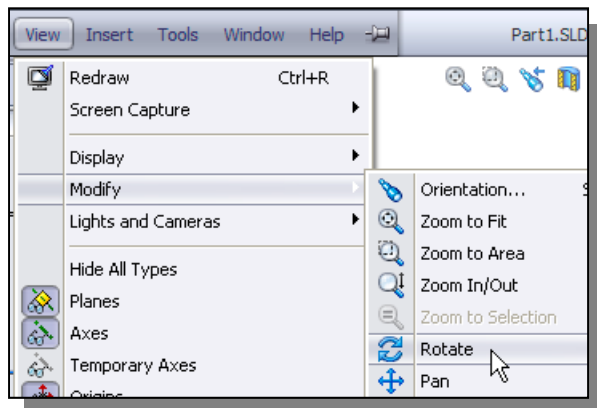 View Insert Tools Window Help Part1.SLD
Redraw Ctrl+R
Screen Capture
Display
Modify
Lights and Cameras
Hide All Types
Planes
Axes
Temporary Axes
Origins
Orientation... S
Zoom to Fit
Zoom to Area
Zoom In/Out
Zoom to Selection
Rotate
Pan